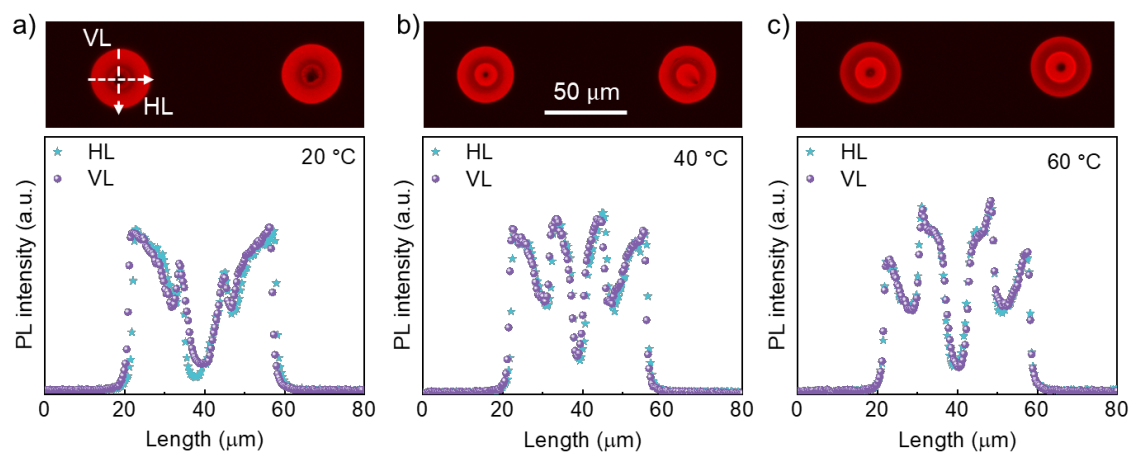 a)
VL
HL
HL
VL
20 °C
PL intensity (a.u.)
0
20
40
60
80
Length (μm)
b)
50 μm
HL
VL
40 °C
PL intensity (a.u.)
0
20
40
60
80
Length (μm)
c)
HL
VL
60 °C
PL intensity (a.u.)
0
20
40
60
80
Length (μm)